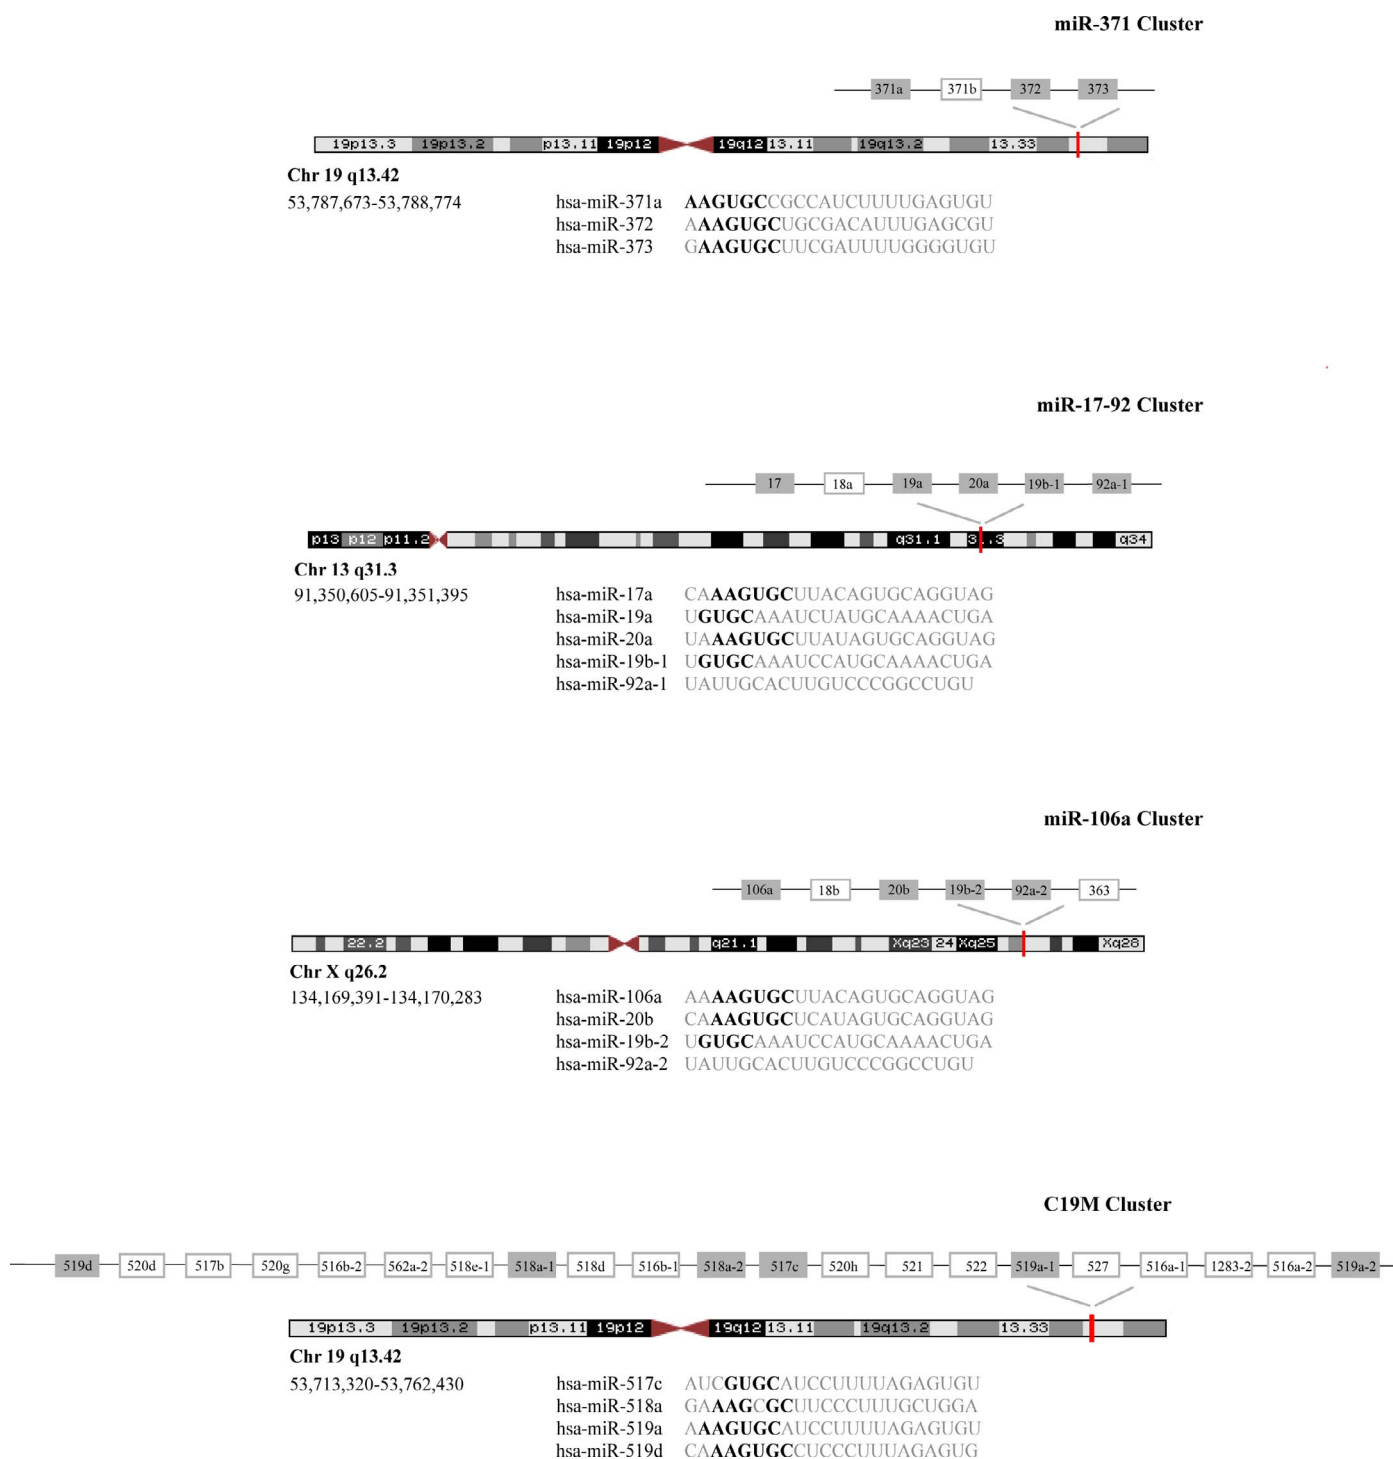 miR-371 Cluster
371a 371b 372 373
19p13.3 19p13.2 p13.11 19p12 19q12 13.11 19q13.2 13.33
Chr 19 q13.42
53,787,673-53,788,774 hsa-miR-371a AAGUGCCGCCAUCUUUUGAGUGU
hsa-miR-372 AAAGUGCUGCGACAUUUGAGCGU
hsa-miR-373 GAAGUGCUUCGAUUUUGGGGUGU
miR-17-92 Cluster
17 18a 19a 20a 19b-1 92a-1
p13 p12 p11.2 q31.1 31.3 q34
Chr 13 q31.3
91,350,605-91,351,395 hsa-miR-17a CAAAGUGCUUACAGUGCAGGUAG
hsa-miR-19a UGUGCAAAUCUAUGCAAAACUGA
hsa-miR-20a UAAAGUGCUUAUAGUGCAGGUAG
hsa-miR-19b-1 UGUGCAAAUCCAUGCAAAACUGA
hsa-miR-92a-1 UAUUGCACUUGUCCCGGCCUGU
miR-106a Cluster
106a 18b 20b 19b-2 92a-2 363
22.2 q21.1 Xq23 24 Xq25 Xq28
Chr X q26.2
134,169,391-134,170,283 hsa-miR-106a AAAAGUGCUUACAGUGCAGGUAG
hsa-miR-20b CAAAGUGCUCAUAGUGCAGGUAG
hsa-miR-19b-2 UGUGCAAAUCCAUGCAAAACUGA
hsa-miR-92a-2 UAUUGCACUUGUCCCGGCCUGU
C19M Cluster
519d 520d 517b 520g 516b-2 562a-2 518e-1 518a-1 518d 516b-1 518a-2 517c 520h 521 522 519a-1 527 516a-1 1283-2 516a-2 519a-2
19p13.3 19p13.2 p13.11 19p12 19q12 13.11 19q13.2 13.33
Chr 19 q13.42
53,713,320-53,762,430 hsa-miR-517c AUCGUGCAUCCUUUUAGAGUGU
hsa-miR-518a GAAAGCGCUUCCCUUUGCUGGA
hsa-miR-519a AAAGUGCAUCCUUUUAGAGUGU
hsa-miR-519d CAAAGUGCCUCCCUUUAGAGUG